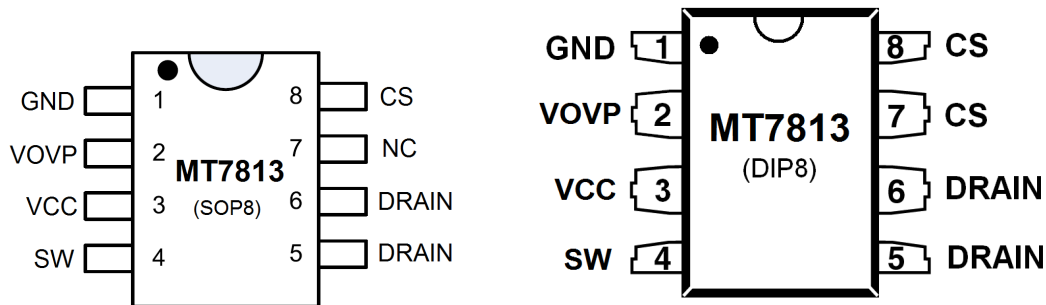 GND 1 8 CS
VOVP 2 7 NC
MT7813
(SOP8)
VCC 3 6 DRAIN
SW 4 5 DRAIN
GND 1 8 CS
VOVP 2 7 CS
MT7813
(DIP8)
VCC 3 6 DRAIN
SW 4 5 DRAIN